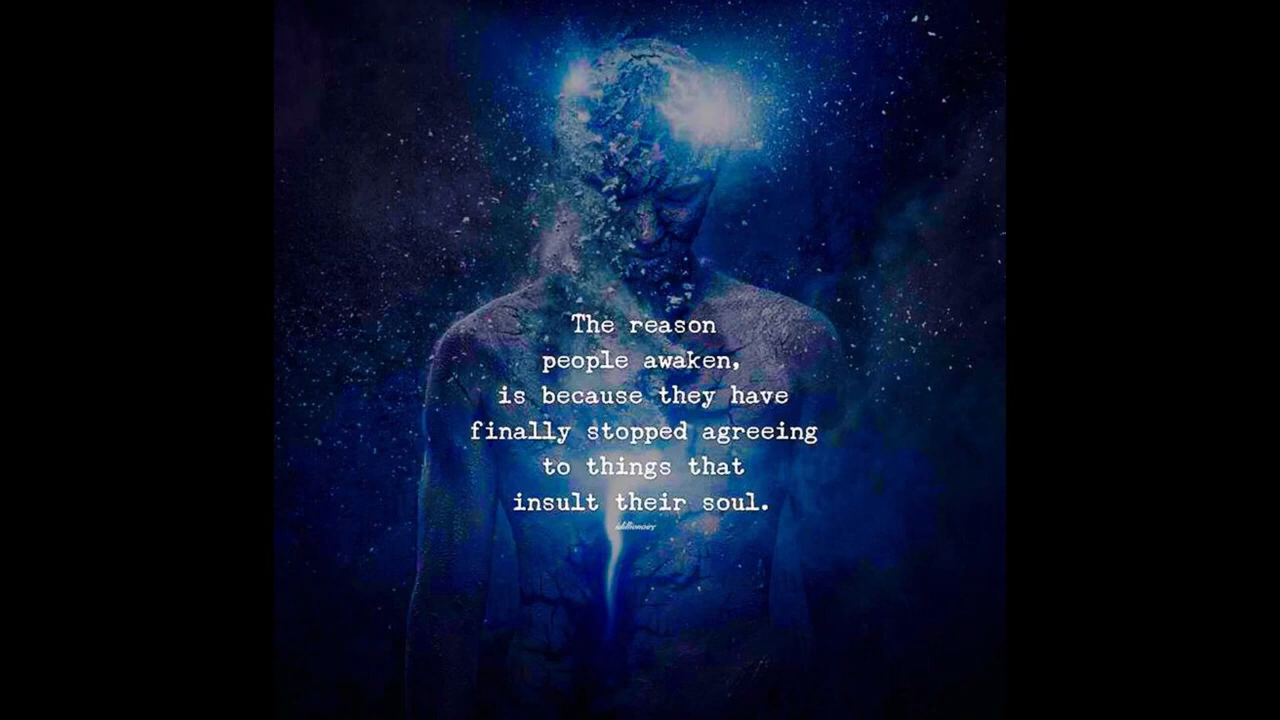 The reason
people awaken,
is because they have
finally stopped agreeing
to things that
insult their soul.